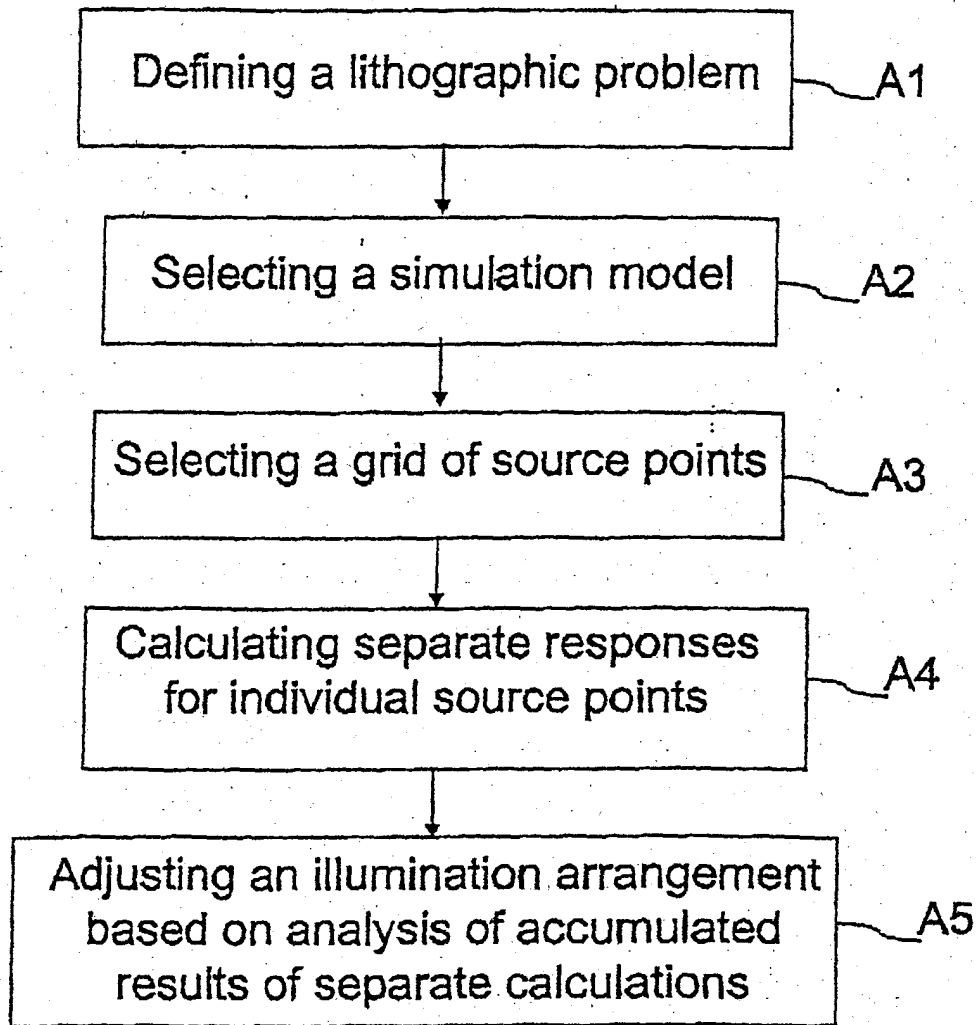 Defining a lithographic problem
A1
Selecting a simulation model
A2
Selecting a grid of source points
A3
Calculating separate responses
for individual source points
A4
Adjusting an illumination arrangement
based on analysis of accumulated
results of separate calculations
A5